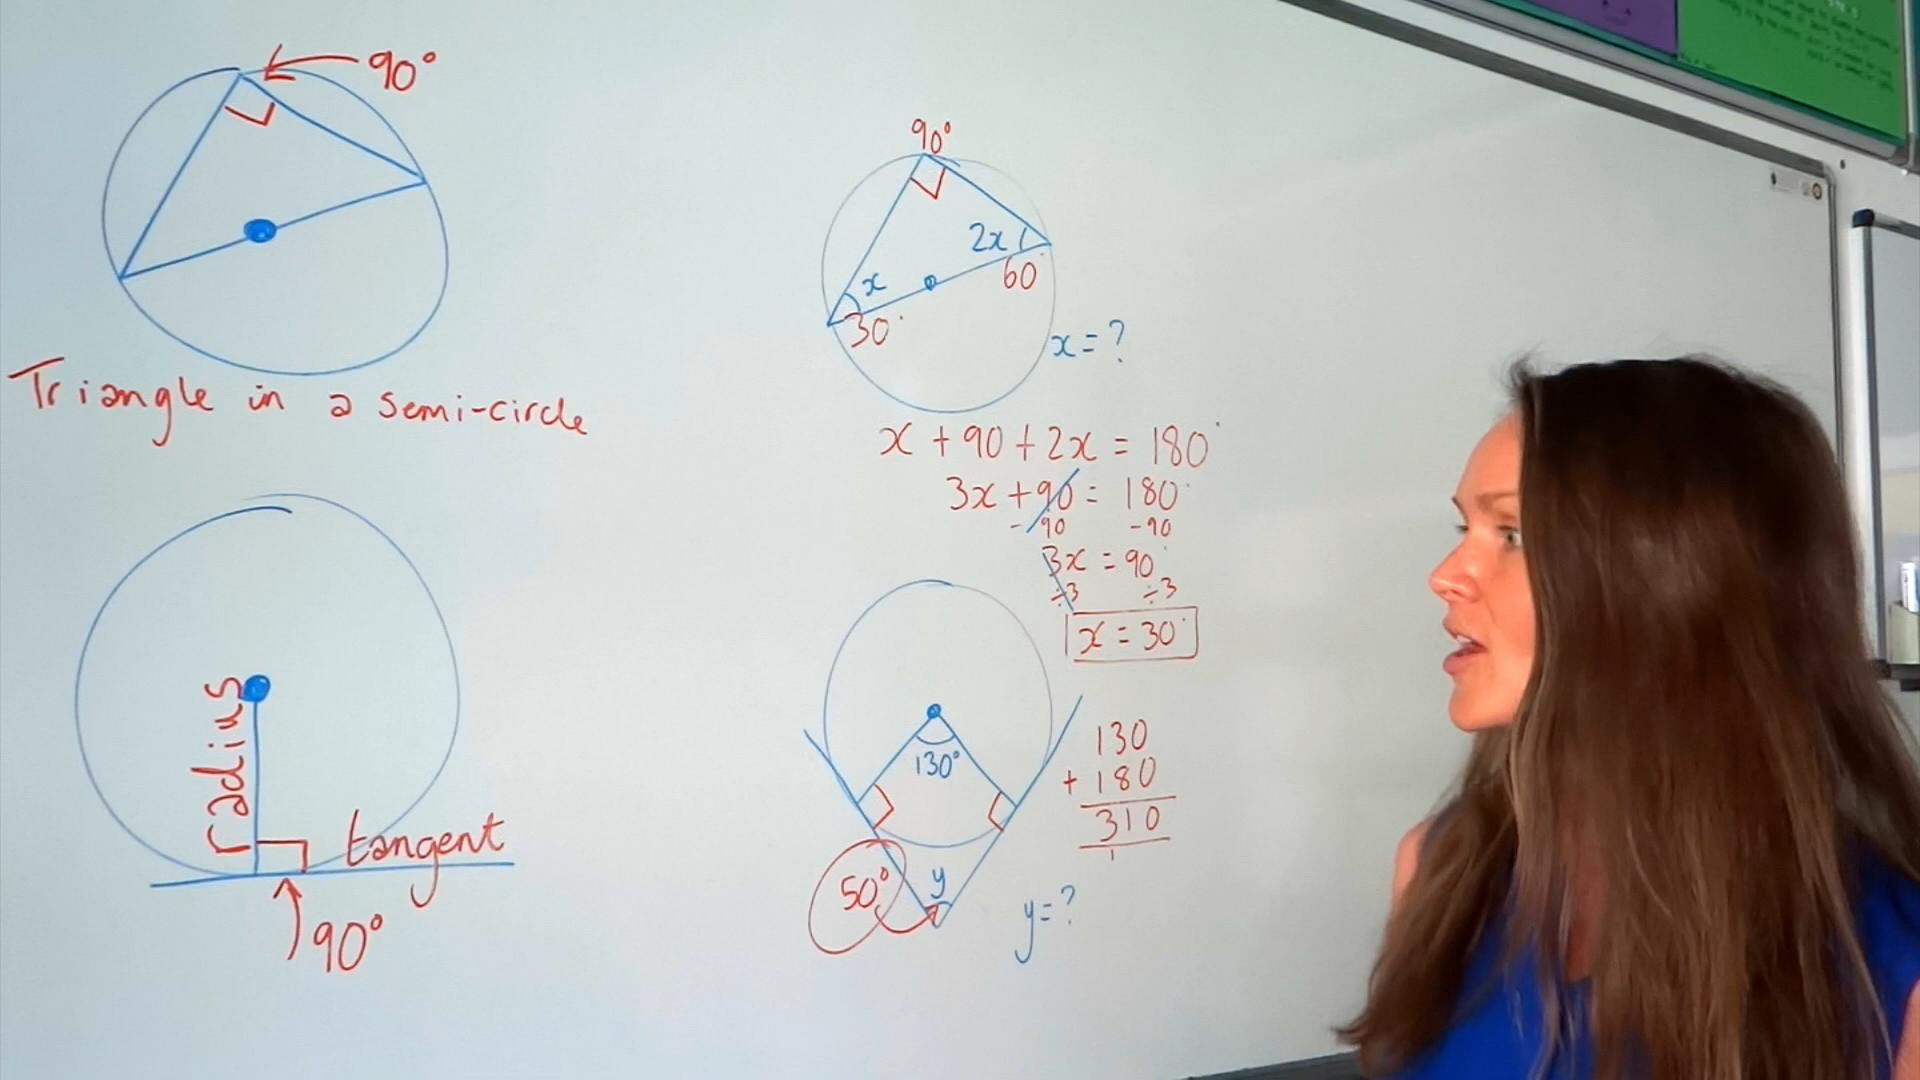 90°
Triangle in a semi-circle
radius
tangent
90°
90°
2x
60°
x
30°
x = ?
x + 90 + 2x = 180°
3x + 90 = 180°
- 90 - 90
3x = 90°
÷3 ÷3
x = 30°
130°
50°
y
y = ?
130
+ 180
310
1